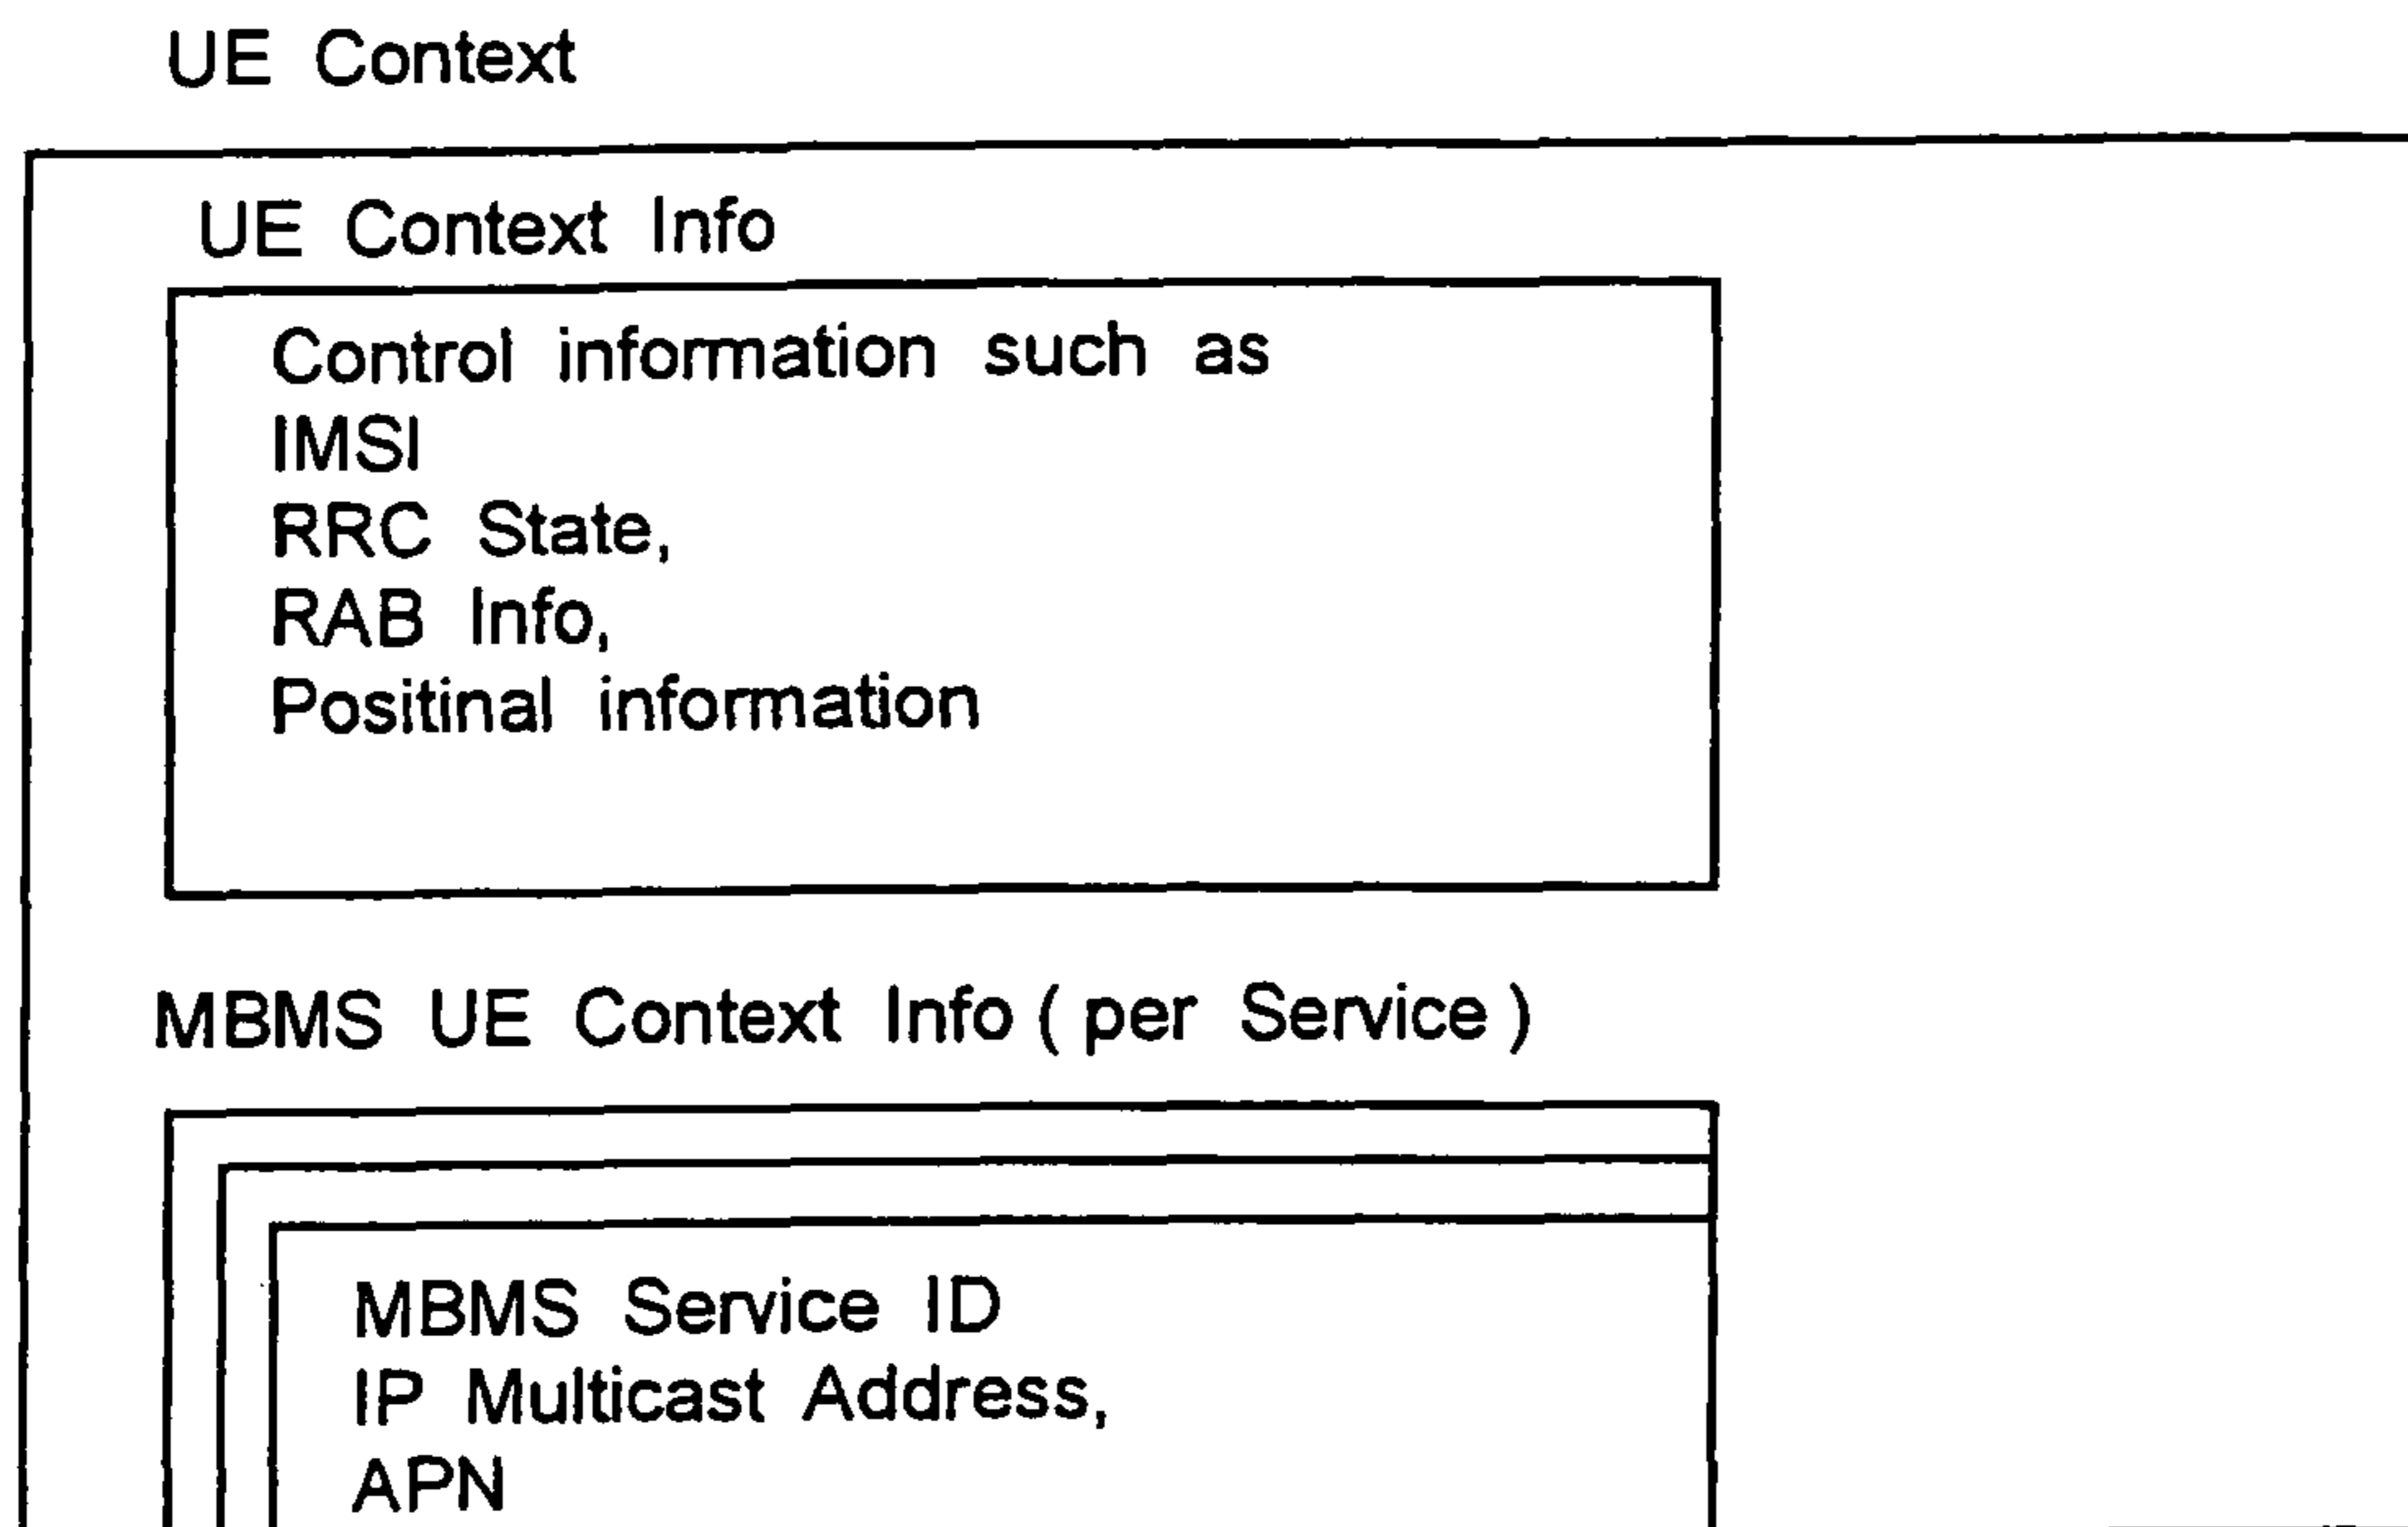 UE Context
UE Context Info
Control information such as
IMSI
RRC State,
RAB Info,
Positinal information
MBMS UE Context Info ( per Service )
MBMS Service ID
IP Multicast Address,
APN